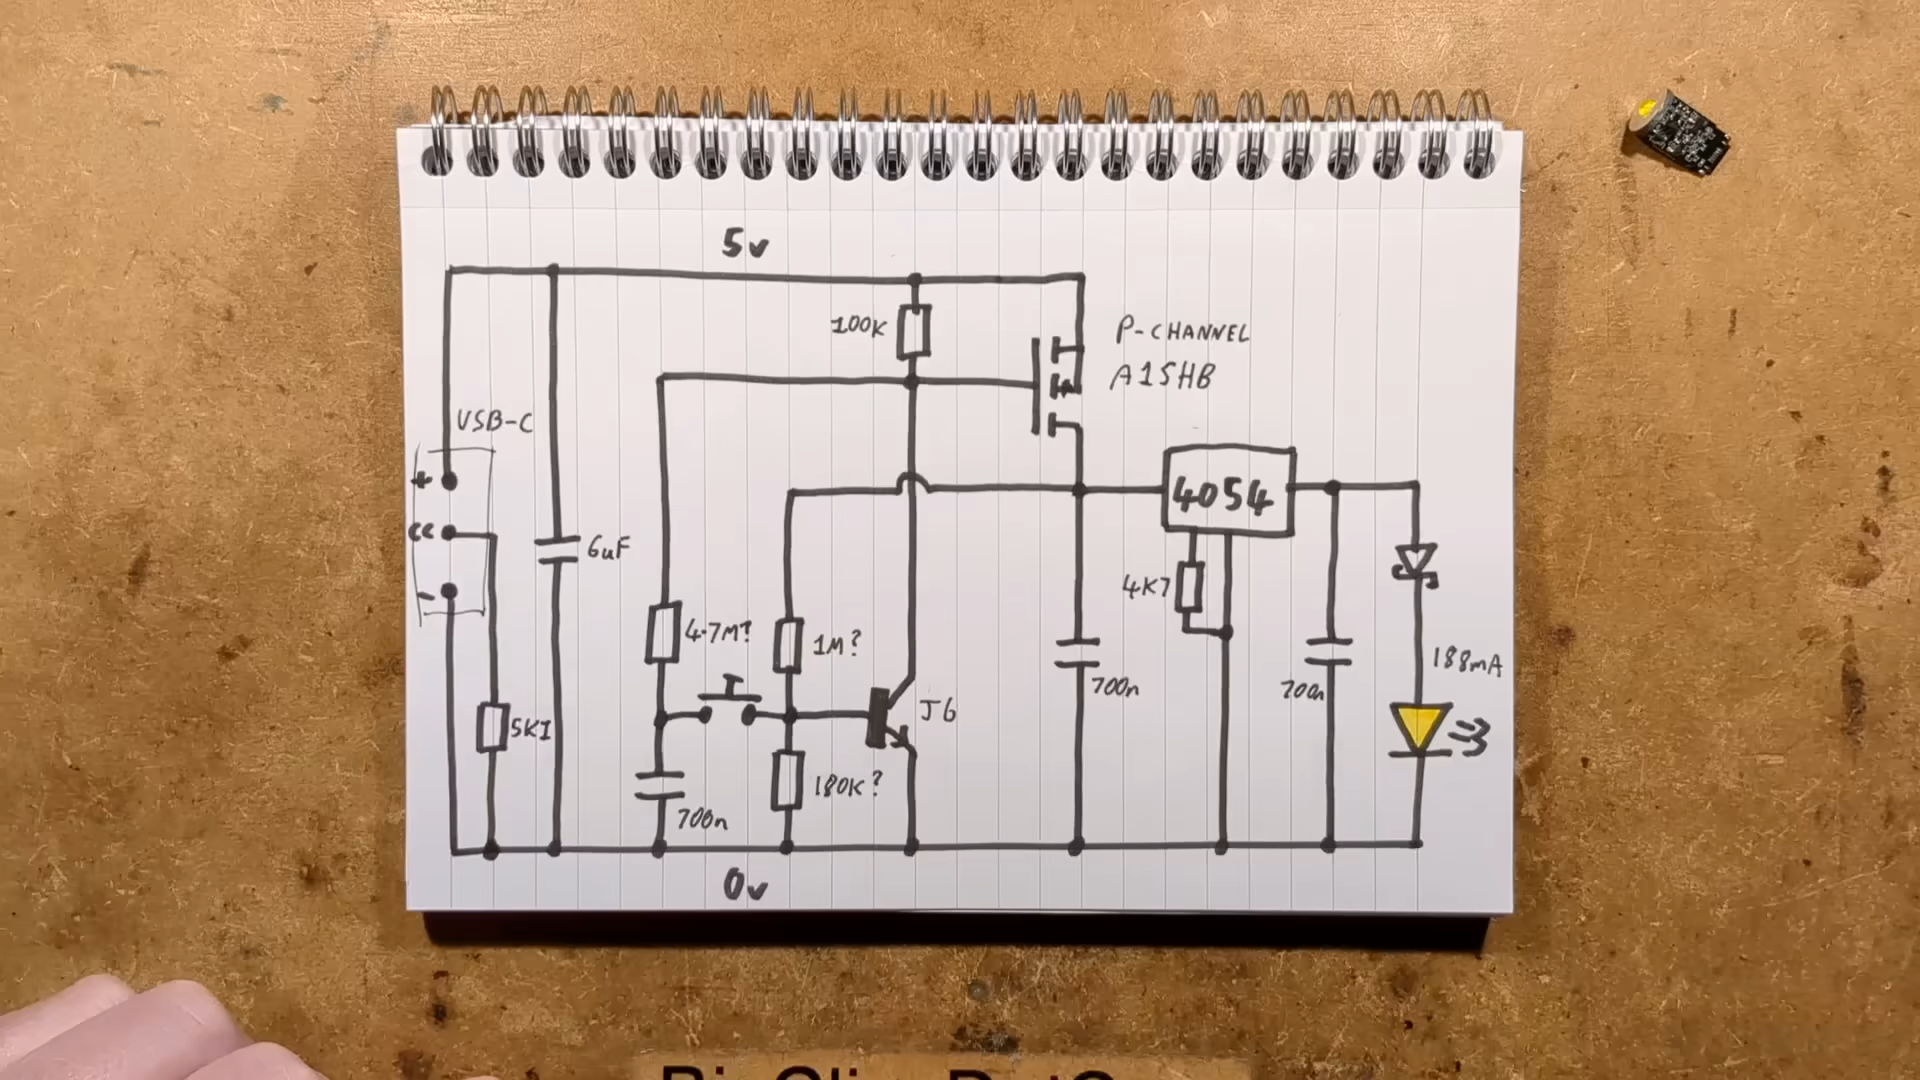 5v
100K
P-CHANNEL
A1SHB
USB-C
+
CC
-
6uF
4054
4K7
4.7M?
1M?
188mA
700n
700n
J6
5K1
180K?
700n
0v